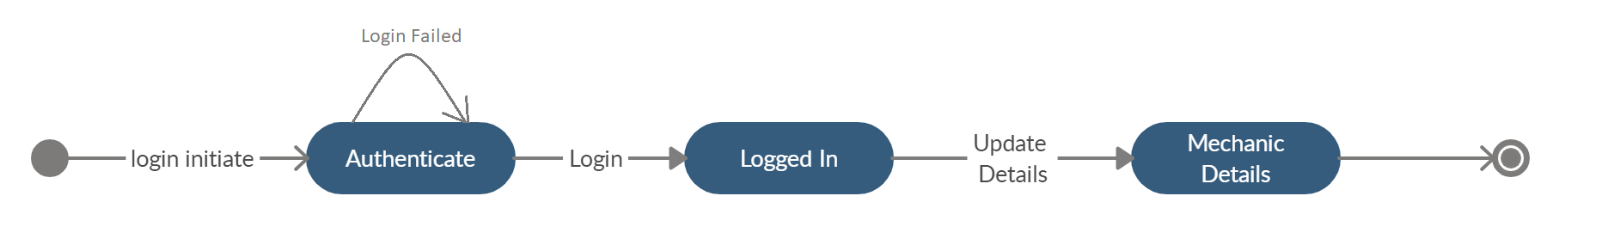 Login Failed
login initiate
Authenticate
Login
Logged In
Update
Details
Mechanic
Details